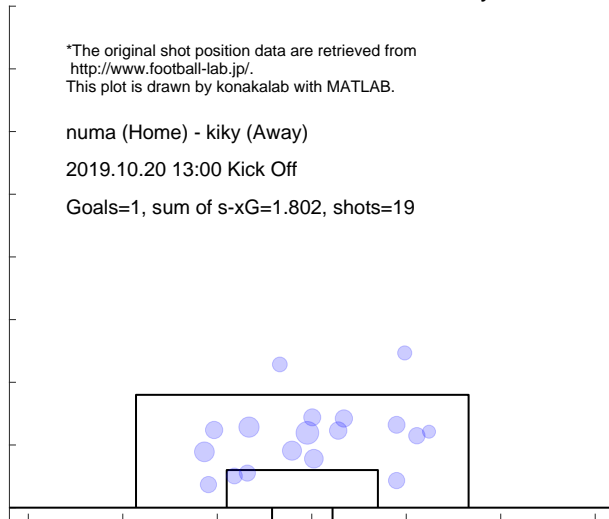 *The original shot position data are retrieved from
http://www.football-lab.jp/.
This plot is drawn by konakalab with MATLAB.
numa (Home) - kiky (Away)
2019.10.20 13:00 Kick Off
Goals=1, sum of s-xG=1.802, shots=19